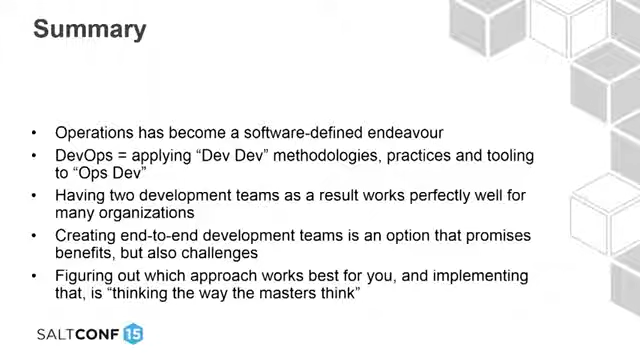 Summary
• Operations has become a software-defined endeavour
• DevOps = applying “Dev Dev” methodologies, practices and tooling
to “Ops Dev”
• Having two development teams as a result works perfectly well for
many organizations
• Creating end-to-end development teams is an option that promises
benefits, but also challenges
• Figuring out which approach works best for you, and implementing
that, is “thinking the way the masters think”
SALTCONF 15